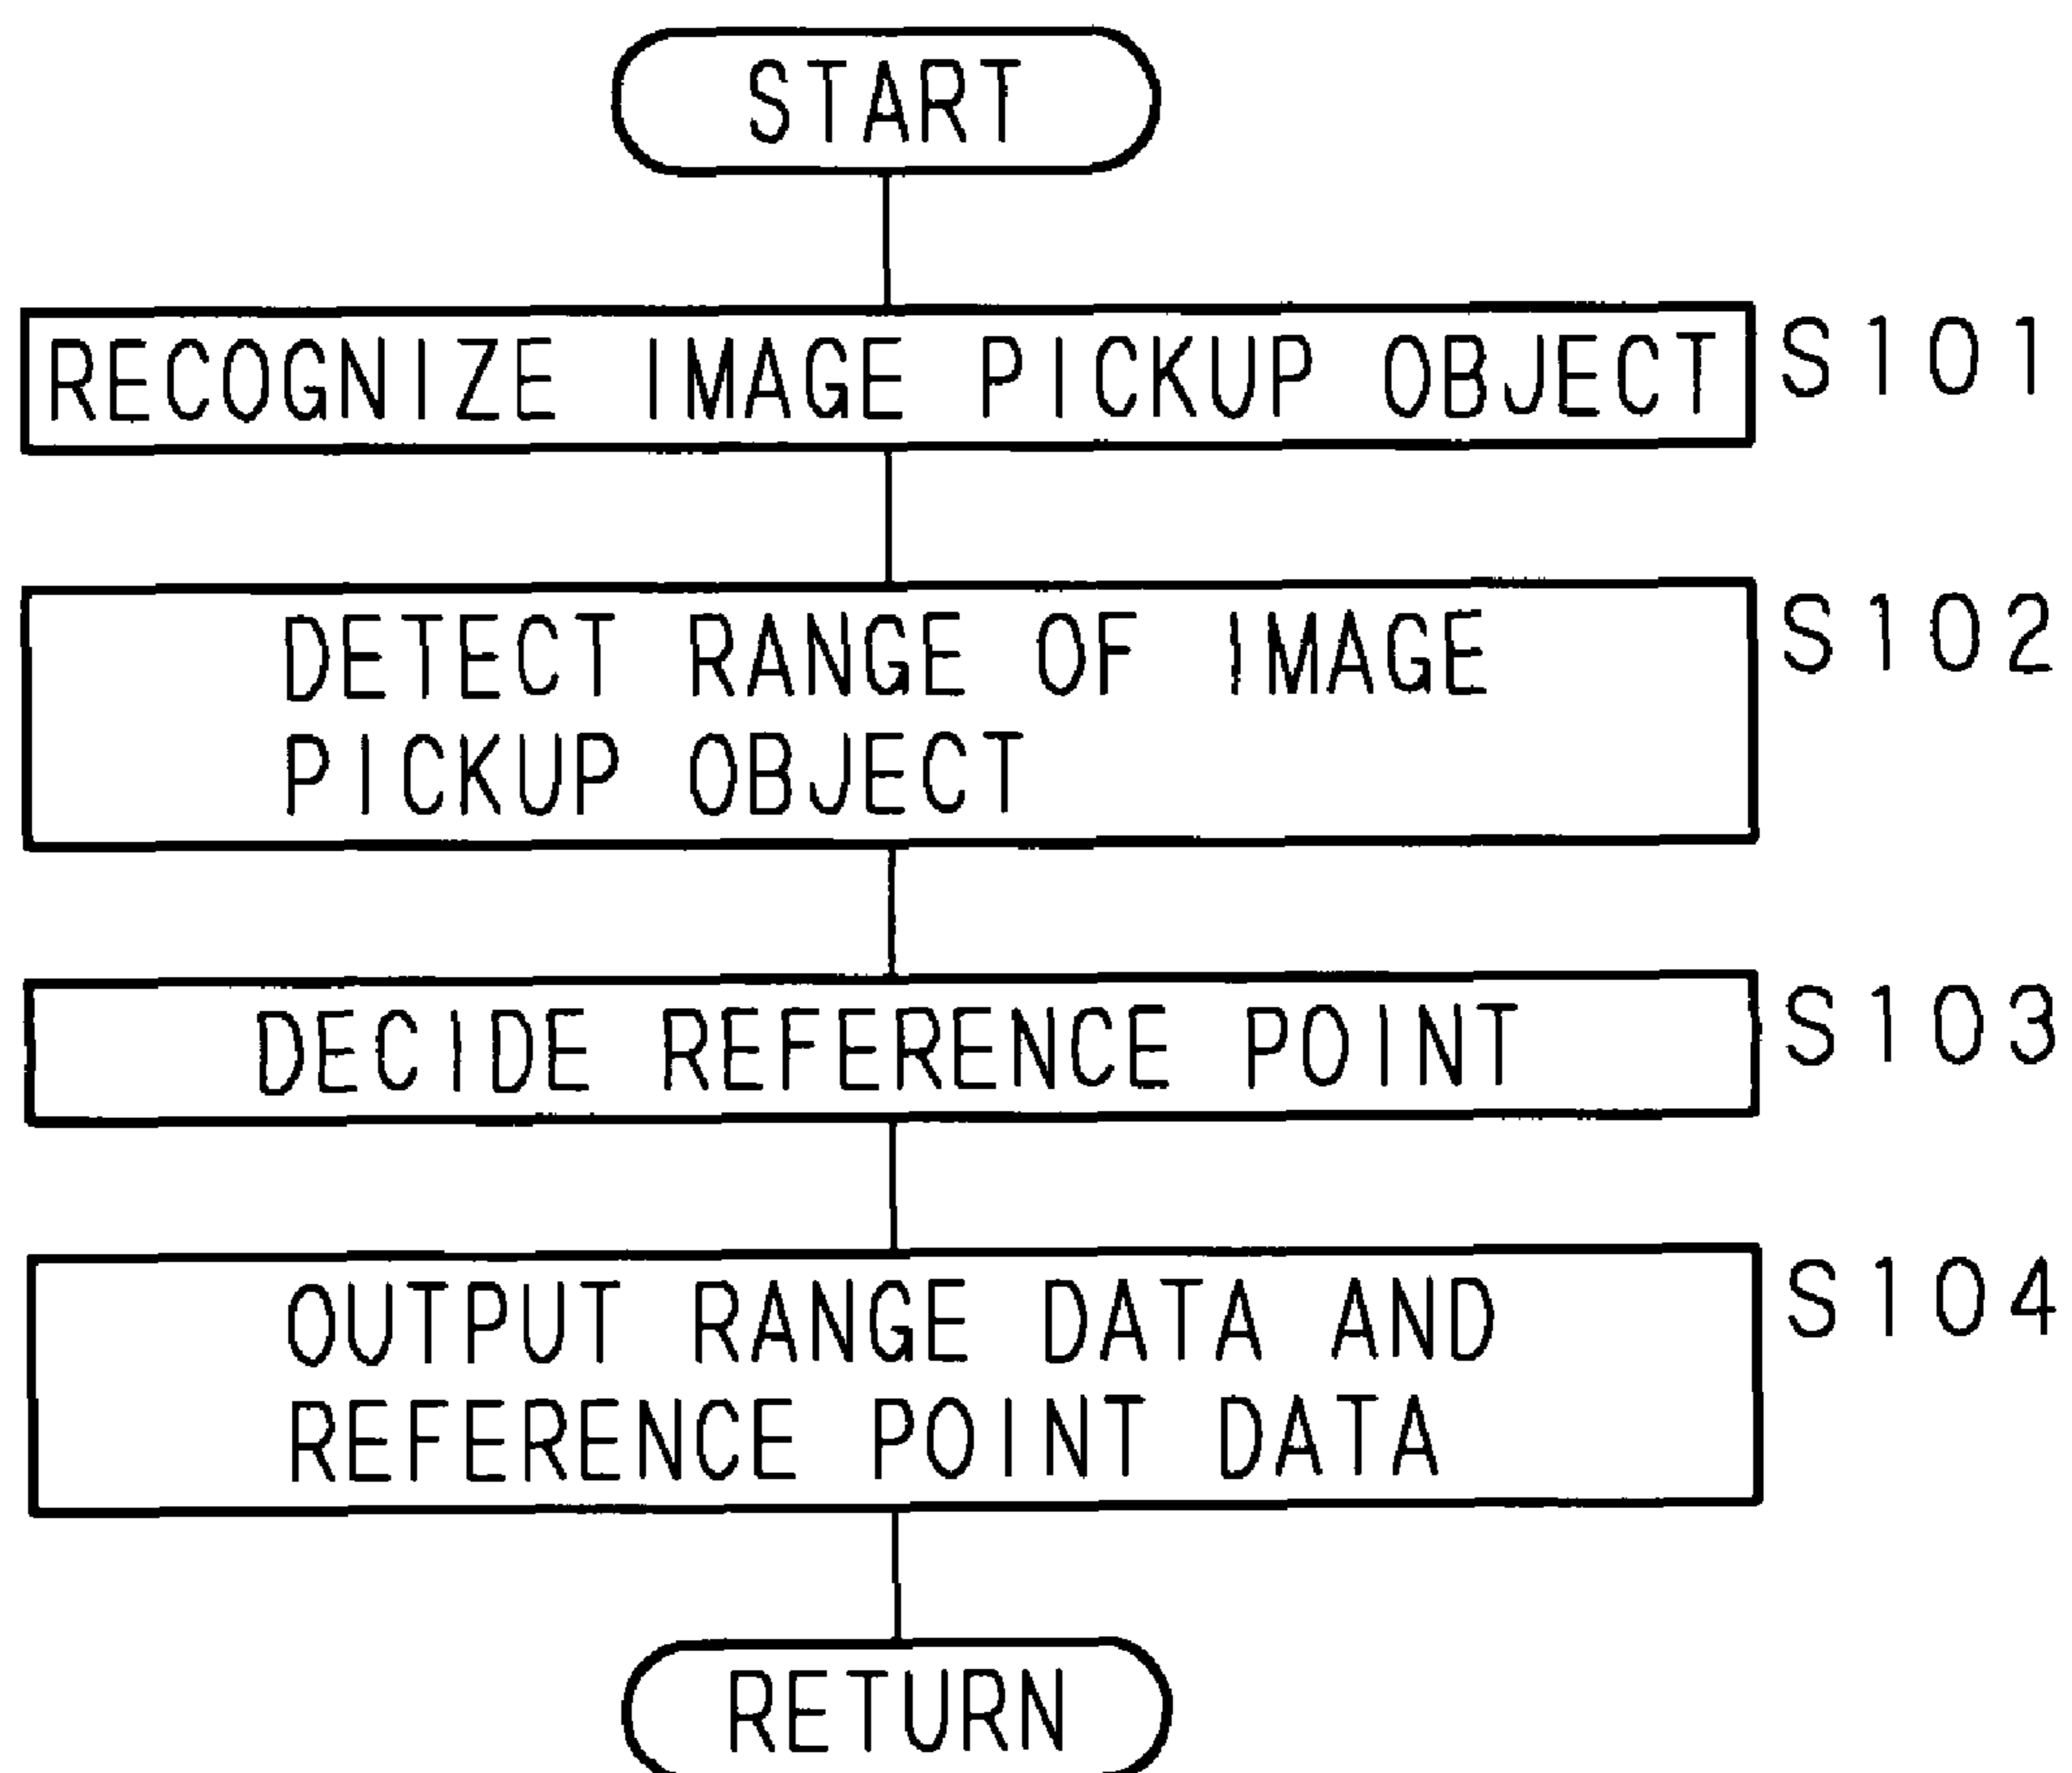 START
RECOGNIZE IMAGE PICKUP OBJECT S101
DETECT RANGE OF IMAGE S102
PICKUP OBJECT
DECIDE REFERENCE POINT S103
OUTPUT RANGE DATA AND S104
REFERENCE POINT DATA
RETURN